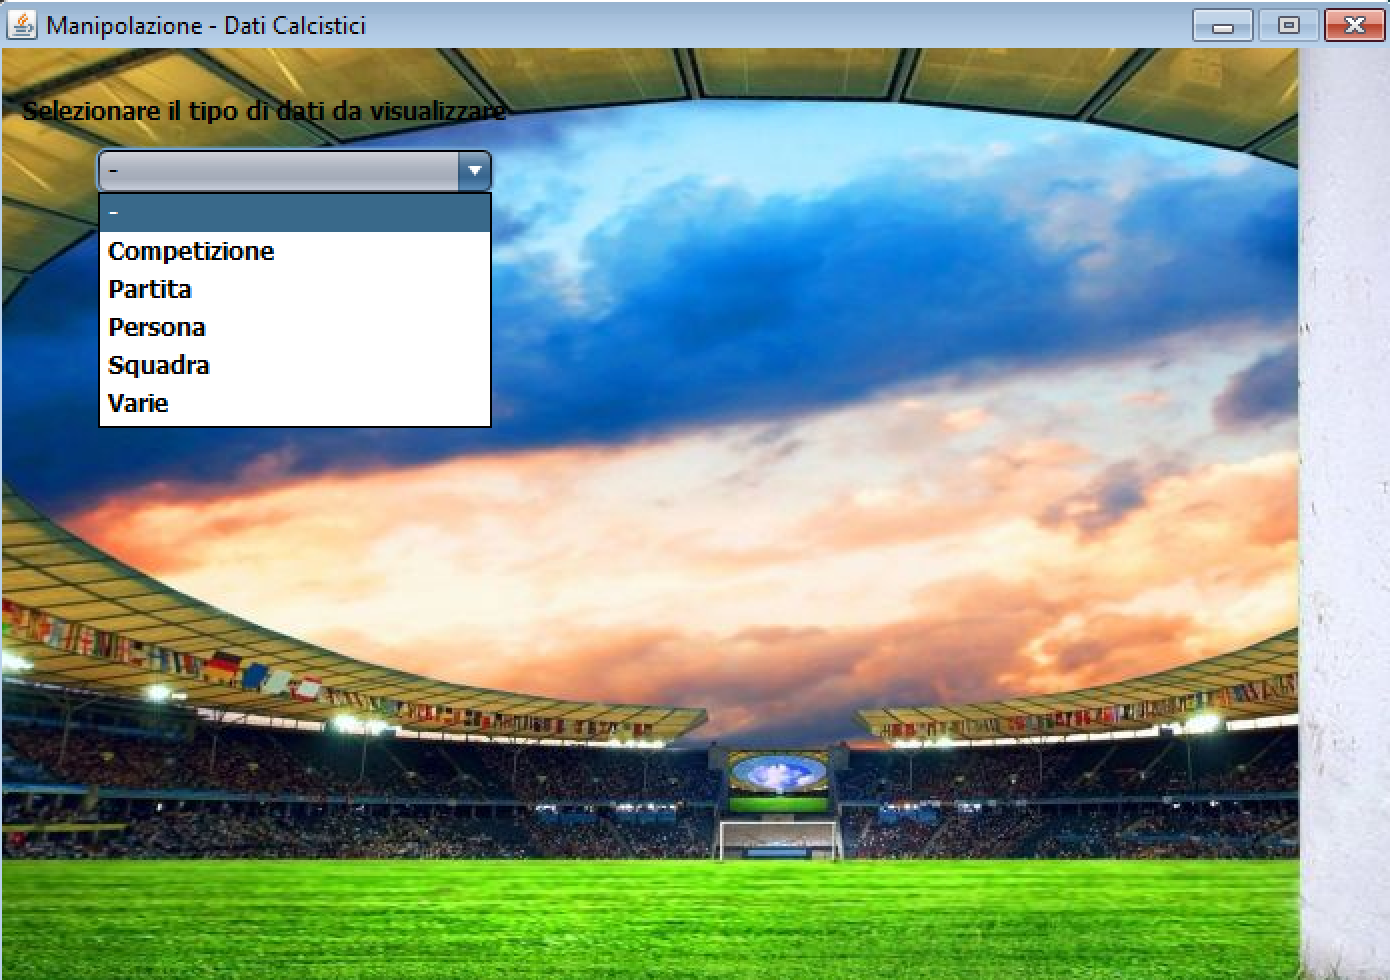 Manipolazione - Dati Calcistici
Selezionare il tipo di dati da visualizzare
-
-
Competizione
Partita
Persona
Squadra
Varie